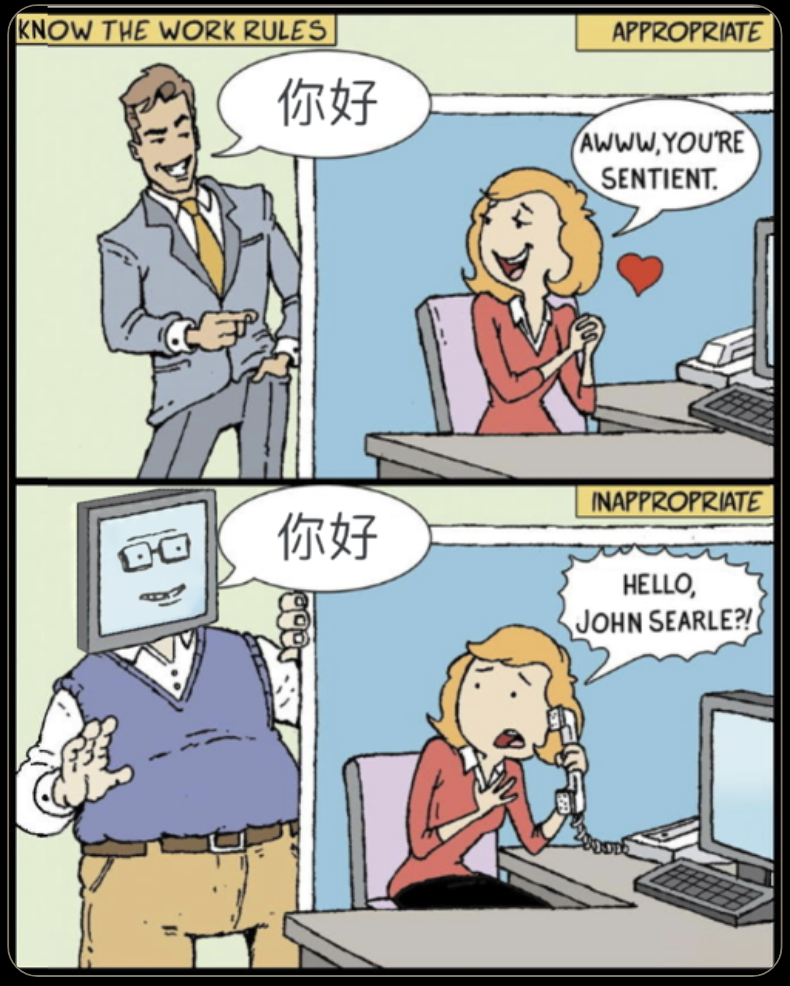 KNOW THE WORK RULES
APPROPRIATE
你好
AWWW, YOU'RE
SENTIENT.
INAPPROPRIATE
你好
HELLO,
JOHN SEARLE?!